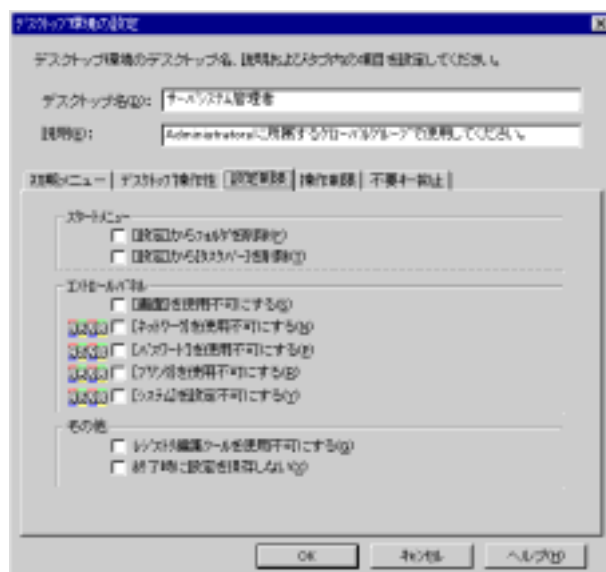 デスクトップ環境の設定
デスクトップ環境のデスクトップ名、説明およびタブ内の項目を設定してください。
デスクトップ名(D): サーバシステム管理者
説明(E): Administratorsに所属するグローバルグループで使用してください。
初期メニュー デスクトップ操作性 設定制限 操作制限 不要キー抑止
スタートメニュー
[設定]からフォルダを削除(F)
[設定]から[タスクバー]を削除(T)
コントロールパネル
[画面]を使用不可にする(S)
[ネットワーク]を使用不可にする(N)
[パスワード]を使用不可にする(P)
[プリンタ]を使用不可にする(R)
[システム]を設定不可にする(Y)
その他
レジストリ編集ツールを使用不可にする(G)
終了時に設定を保存しない(V)
OK キャンセル ヘルプ(H)